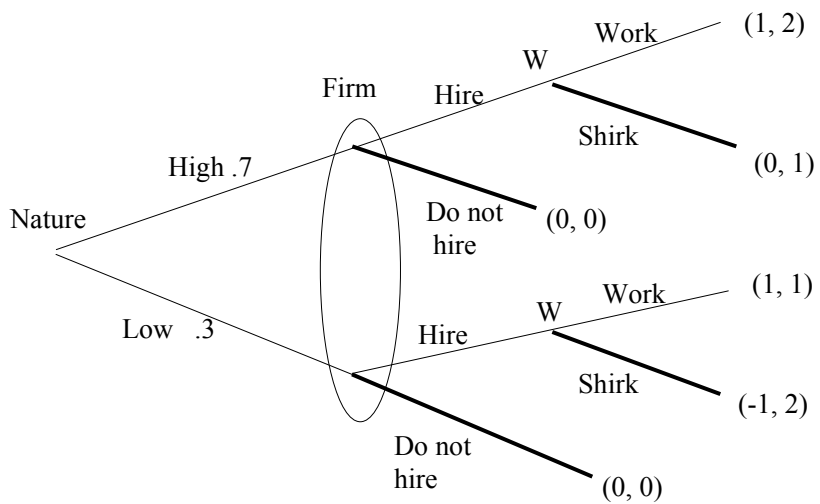 Nature
High .7
Low .3
Firm
Hire
Do not
hire
(0, 0)
W
Work
(1, 2)
Shirk
(0, 1)
Hire
Do not
hire
(0, 0)
W
Work
(1, 1)
Shirk
(-1, 2)